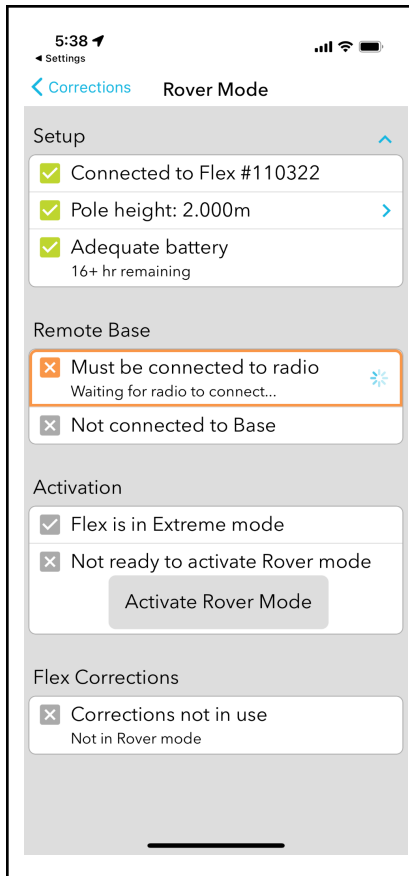 5:38
◀ Settings
Corrections Rover Mode
Setup
Connected to Flex #110322
Pole height: 2.000m
Adequate battery
16+ hr remaining
Remote Base
Must be connected to radio
Waiting for radio to connect...
Not connected to Base
Activation
Flex is in Extreme mode
Not ready to activate Rover mode
Activate Rover Mode
Flex Corrections
Corrections not in use
Not in Rover mode